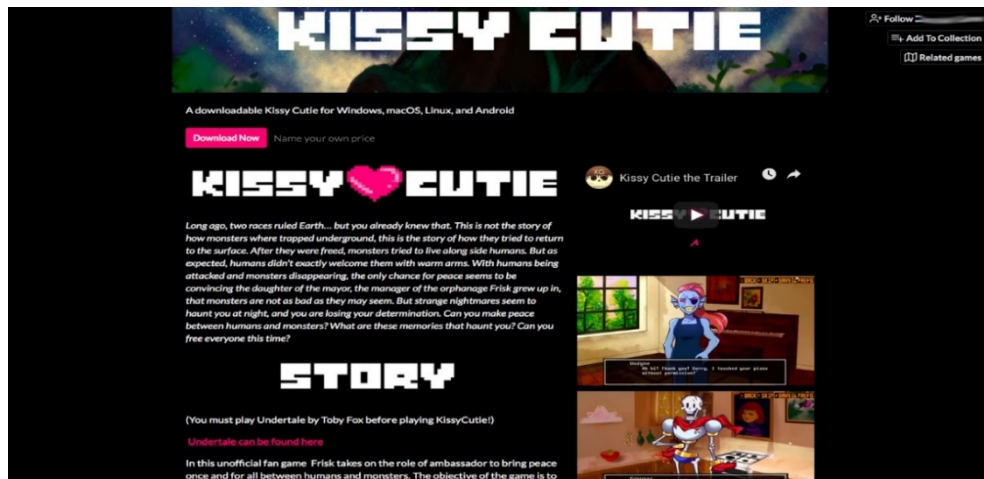 KISSY CUTIE
Follow
Add To Collection
Related games
A downloadable Kissy Cutie for Windows, macOS, Linux, and Android
Download Now Name your own price
KISSY CUTIE
Long ago, two races ruled Earth... but you already knew that. This is not the story of
how monsters where trapped underground, this is the story of how they tried to return
to the surface. After they were freed, monsters tried to live along side humans. But as
expected, humans didn't exactly welcome them with warm arms. With humans being
attacked and monsters disappearing, the only chance for peace seems to be
convincing the daughter of the mayor, the manager of the orphanage Frisk grew up in,
that monsters are not as bad as they may seem. But strange nightmares seem to
haunt you at night, and you are losing your determination. Can you make peace
between humans and monsters? What are these memories that haunt you? Can you
free everyone this time?
STORY
(You must play Undertale by Toby Fox before playing KissyCutie!)
Undertale can be found here
In this unofficial fan game Frisk takes on the role of ambassador to bring peace
once and for all between humans and monsters. The objective of the game is to
XO
Kissy Cutie the Trailer
KISSY CUTIE
Undyne
Oh hi! Thank you? Sorry, I touched your piano
without permission?